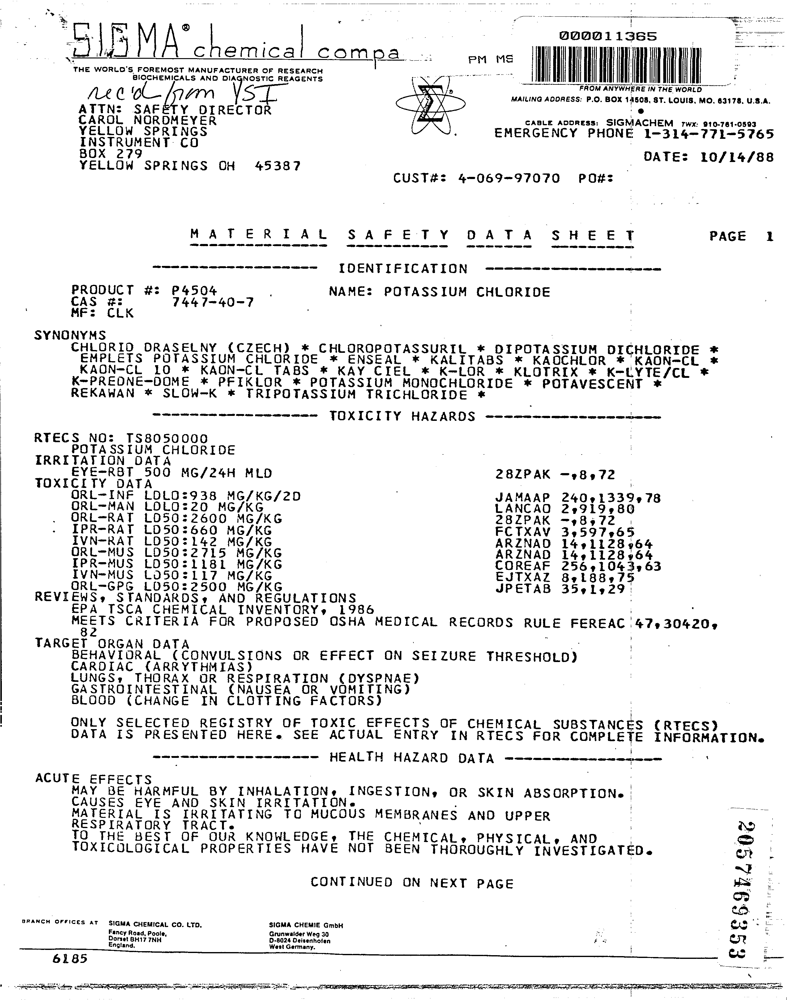 SIGMA® chemical compa
000011365
PM ME
THE WORLD'S FOREMOST MANUFACTURER OF RESEARCH
BIOCHEMICALS AND DIAGNOSTIC REAGENTS
FROM ANYWHERE IN THE WORLD
rec'd from YSI
MAILING ADDRESS: P.O. BOX 14508, ST. LOUIS, MO. 63178, U.S.A.
ATTN: SAFETY DIRECTOR
CAROL NORDMEYER
YELLOW SPRINGS
INSTRUMENT CO
BOX 279
YELLOW SPRINGS OH 45387
Σ
CABLE ADDRESS: SIGMACHEM TWX: 910-761-0593
EMERGENCY PHONE 1-314-771-5765
DATE: 10/14/88
CUST#: 4-069-97070 PO#:
MATERIAL SAFETY DATA SHEET PAGE 1
------------------ IDENTIFICATION ------------------
PRODUCT #: P4504 NAME: POTASSIUM CHLORIDE
CAS #: 7447-40-7
MF: CLK
SYNONYMS
CHLORID DRASELNY (CZECH) * CHLOROPOTASSURIL * DIPOTASSIUM DICHLORIDE *
EMPLETS POTASSIUM CHLORIDE * ENSEAL * KALITABS * KAOCHLOR * KAON-CL *
KAON-CL 10 * KAON-CL TABS * KAY CIEL * K-LOR * KLOTRIX * K-LYTE/CL *
K-PREDNE-DOME * PFIKLOR * POTASSIUM MONOCHLORIDE * POTAVESCENT *
REKAWAN * SLOW-K * TRIPOTASSIUM TRICHLORIDE *
------------------ TOXICITY HAZARDS ------------------
RTECS NO: TS8050000
POTASSIUM CHLORIDE
IRRITATION DATA
EYE-RBT 500 MG/24H MLD 28ZPAK -,8,72
TOXICITY DATA
ORL-INF LDLO:938 MG/KG/2D JAMAAP 240,1339,78
ORL-MAN LDLO:20 MG/KG LANCAO 2,919,80
ORL-RAT LD50:2600 MG/KG 28ZPAK -,8,72
IPR-RAT LD50:660 MG/KG FCTXAV 3,597,65
IVN-RAT LD50:142 MG/KG ARZNAD 14,1128,64
ORL-MUS LD50:2715 MG/KG ARZNAD 14,1128,64
IPR-MUS LD50:1181 MG/KG COREAF 256,1043,63
IVN-MUS LD50:117 MG/KG EJTXAZ 8,188,75
ORL-GPG LD50:2500 MG/KG JPETAB 35,1,29
REVIEWS, STANDARDS, AND REGULATIONS
EPA TSCA CHEMICAL INVENTORY, 1986
MEETS CRITERIA FOR PROPOSED OSHA MEDICAL RECORDS RULE FEREAC 47,30420,
82
TARGET ORGAN DATA
BEHAVIORAL (CONVULSIONS OR EFFECT ON SEIZURE THRESHOLD)
CARDIAC (ARRYTHMIAS)
LUNGS, THORAX OR RESPIRATION (DYSPNAE)
GASTROINTESTINAL (NAUSEA OR VOMITING)
BLOOD (CHANGE IN CLOTTING FACTORS)
ONLY SELECTED REGISTRY OF TOXIC EFFECTS OF CHEMICAL SUBSTANCES (RTECS)
DATA IS PRESENTED HERE. SEE ACTUAL ENTRY IN RTECS FOR COMPLETE INFORMATION.
------------------ HEALTH HAZARD DATA ------------------
ACUTE EFFECTS
MAY BE HARMFUL BY INHALATION, INGESTION, OR SKIN ABSORPTION.
CAUSES EYE AND SKIN IRRITATION.
MATERIAL IS IRRITATING TO MUCOUS MEMBRANES AND UPPER
RESPIRATORY TRACT.
TO THE BEST OF OUR KNOWLEDGE, THE CHEMICAL, PHYSICAL, AND
TOXICOLOGICAL PROPERTIES HAVE NOT BEEN THOROUGHLY INVESTIGATED.
CONTINUED ON NEXT PAGE
2057469353
BRANCH OFFICES AT SIGMA CHEMICAL CO. LTD.
Fancy Road, Poole,
Dorset BH17 7NH
England.
SIGMA CHEMIE GmbH
Grunwalder Weg 30
D-8024 Deisenhofen
West Germany.
6185